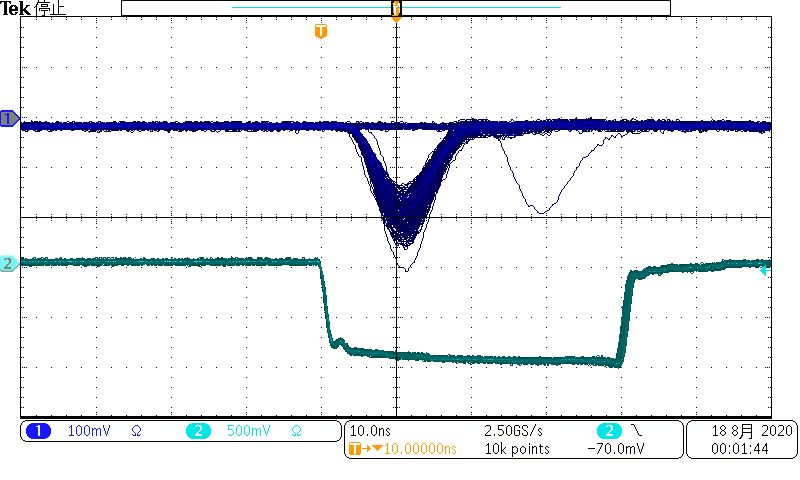 Tek 停止
T
T
1
2
1 100mV Ω 2 500mV Ω
10.0ns 2.50GS/s 2
T→▼10.00000ns 10k points −70.0mV
18 8月 2020
00:01:44